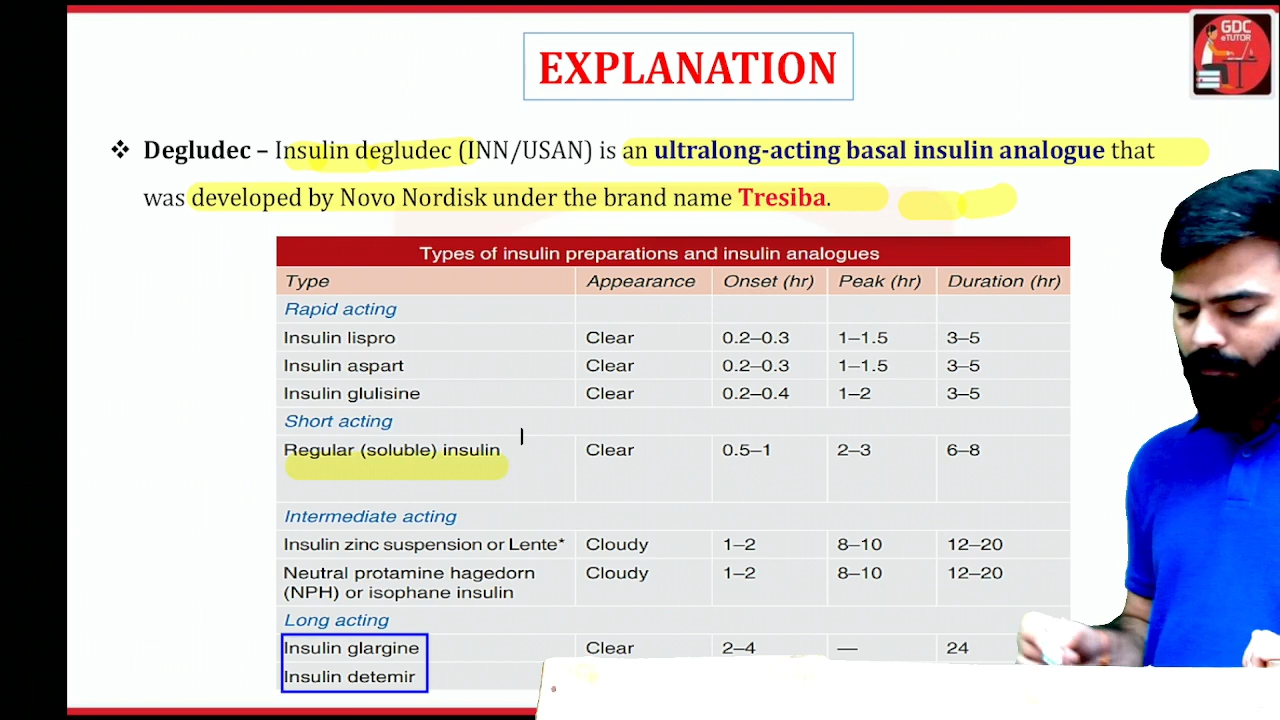 GDC
eTUTOR
EXPLANATION
❖ Degludec – Insulin degludec (INN/USAN) is an ultralong-acting basal insulin analogue that
was developed by Novo Nordisk under the brand name Tresiba.
Types of insulin preparations and insulin analogues
Type Appearance Onset (hr) Peak (hr) Duration (hr)
Rapid acting
Insulin lispro Clear 0.2–0.3 1–1.5 3–5
Insulin aspart Clear 0.2–0.3 1–1.5 3–5
Insulin glulisine Clear 0.2–0.4 1–2 3–5
Short acting
Regular (soluble) insulin Clear 0.5–1 2–3 6–8
Intermediate acting
Insulin zinc suspension or Lente* Cloudy 1–2 8–10 12–20
Neutral protamine hagedorn Cloudy 1–2 8–10 12–20
(NPH) or isophane insulin
Long acting
Insulin glargine Clear 2–4 — 24
Insulin detemir